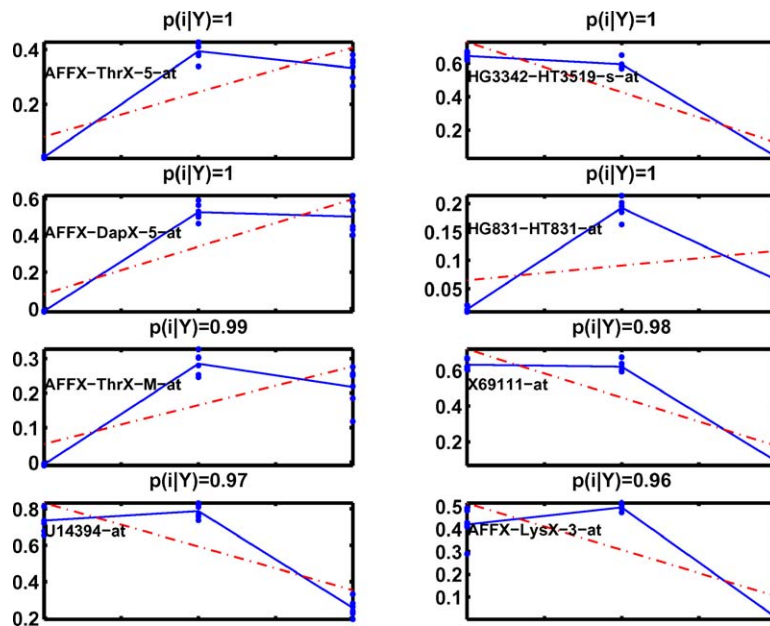 p(i|Y)=1
0.4
0.2
AFFX-ThrX-5-at
p(i|Y)=1
0.6
0.4
0.2
HG3342-HT3519-s-at
p(i|Y)=1
0.6
0.4
0.2
0
AFFX-DapX-5-at
p(i|Y)=1
0.2
0.15
0.1
0.05
HG831-HT831-at
p(i|Y)=0.99
0.3
0.2
0.1
0
AFFX-ThrX-M-at
p(i|Y)=0.98
0.6
0.4
0.2
X69111-at
p(i|Y)=0.97
0.8
0.6
0.4
0.2
U14394-at
p(i|Y)=0.96
0.5
0.4
0.3
0.2
0.1
AFFX-LysX-3-at